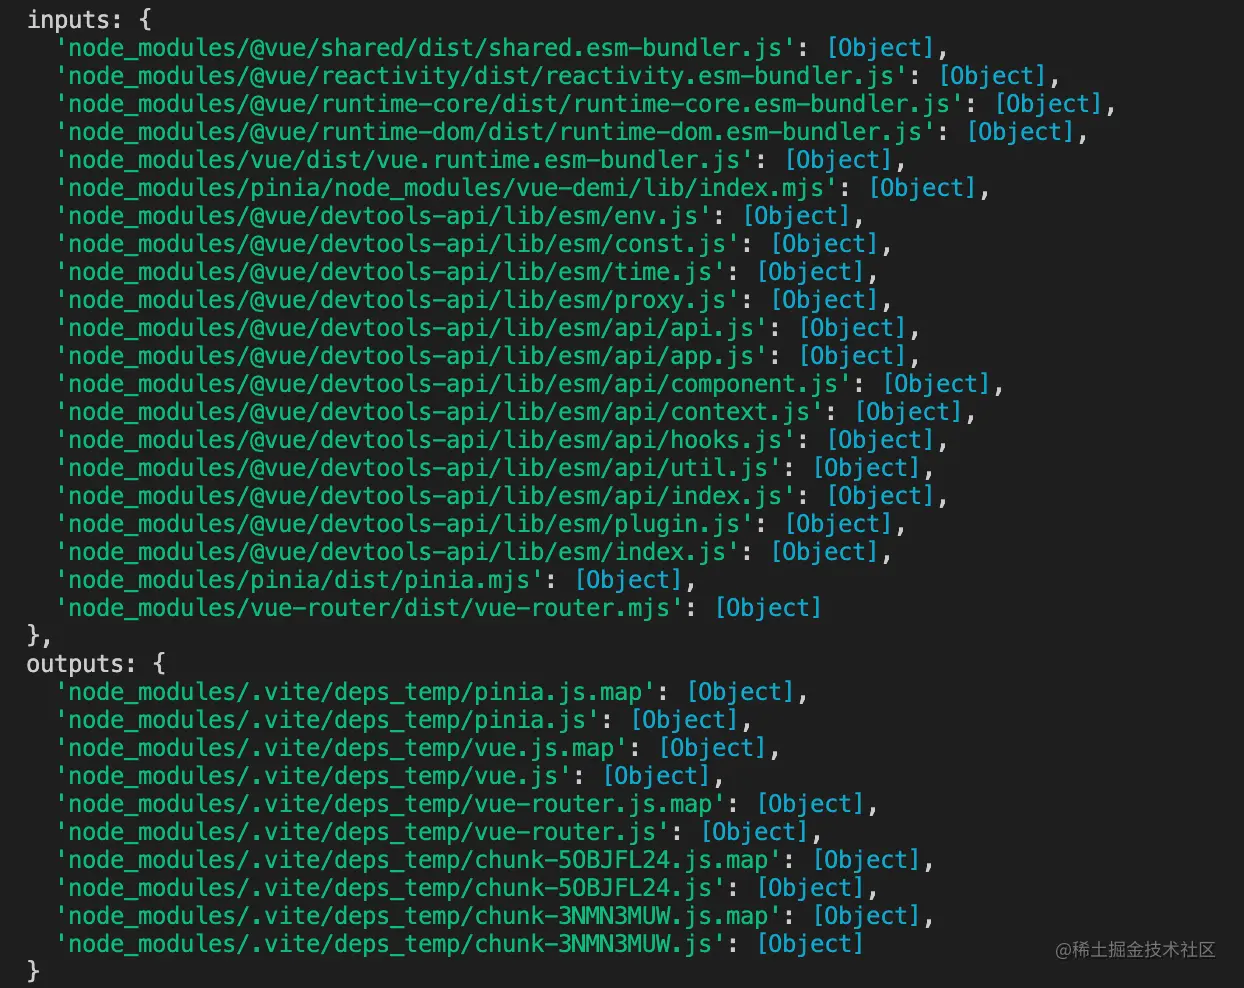 inputs: {
  'node_modules/@vue/shared/dist/shared.esm-bundler.js': [Object],
  'node_modules/@vue/reactivity/dist/reactivity.esm-bundler.js': [Object],
  'node_modules/@vue/runtime-core/dist/runtime-core.esm-bundler.js': [Object],
  'node_modules/@vue/runtime-dom/dist/runtime-dom.esm-bundler.js': [Object],
  'node_modules/vue/dist/vue.runtime.esm-bundler.js': [Object],
  'node_modules/pinia/node_modules/vue-demi/lib/index.mjs': [Object],
  'node_modules/@vue/devtools-api/lib/esm/env.js': [Object],
  'node_modules/@vue/devtools-api/lib/esm/const.js': [Object],
  'node_modules/@vue/devtools-api/lib/esm/time.js': [Object],
  'node_modules/@vue/devtools-api/lib/esm/proxy.js': [Object],
  'node_modules/@vue/devtools-api/lib/esm/api/api.js': [Object],
  'node_modules/@vue/devtools-api/lib/esm/api/app.js': [Object],
  'node_modules/@vue/devtools-api/lib/esm/api/component.js': [Object],
  'node_modules/@vue/devtools-api/lib/esm/api/context.js': [Object],
  'node_modules/@vue/devtools-api/lib/esm/api/hooks.js': [Object],
  'node_modules/@vue/devtools-api/lib/esm/api/util.js': [Object],
  'node_modules/@vue/devtools-api/lib/esm/api/index.js': [Object],
  'node_modules/@vue/devtools-api/lib/esm/plugin.js': [Object],
  'node_modules/@vue/devtools-api/lib/esm/index.js': [Object],
  'node_modules/pinia/dist/pinia.mjs': [Object],
  'node_modules/vue-router/dist/vue-router.mjs': [Object]
},
outputs: {
  'node_modules/.vite/deps_temp/pinia.js.map': [Object],
  'node_modules/.vite/deps_temp/pinia.js': [Object],
  'node_modules/.vite/deps_temp/vue.js.map': [Object],
  'node_modules/.vite/deps_temp/vue.js': [Object],
  'node_modules/.vite/deps_temp/vue-router.js.map': [Object],
  'node_modules/.vite/deps_temp/vue-router.js': [Object],
  'node_modules/.vite/deps_temp/chunk-5OBJFL24.js.map': [Object],
  'node_modules/.vite/deps_temp/chunk-5OBJFL24.js': [Object],
  'node_modules/.vite/deps_temp/chunk-3NMN3MUW.js.map': [Object],
  'node_modules/.vite/deps_temp/chunk-3NMN3MUW.js': [Object]
}
@稀土掘金技术社区